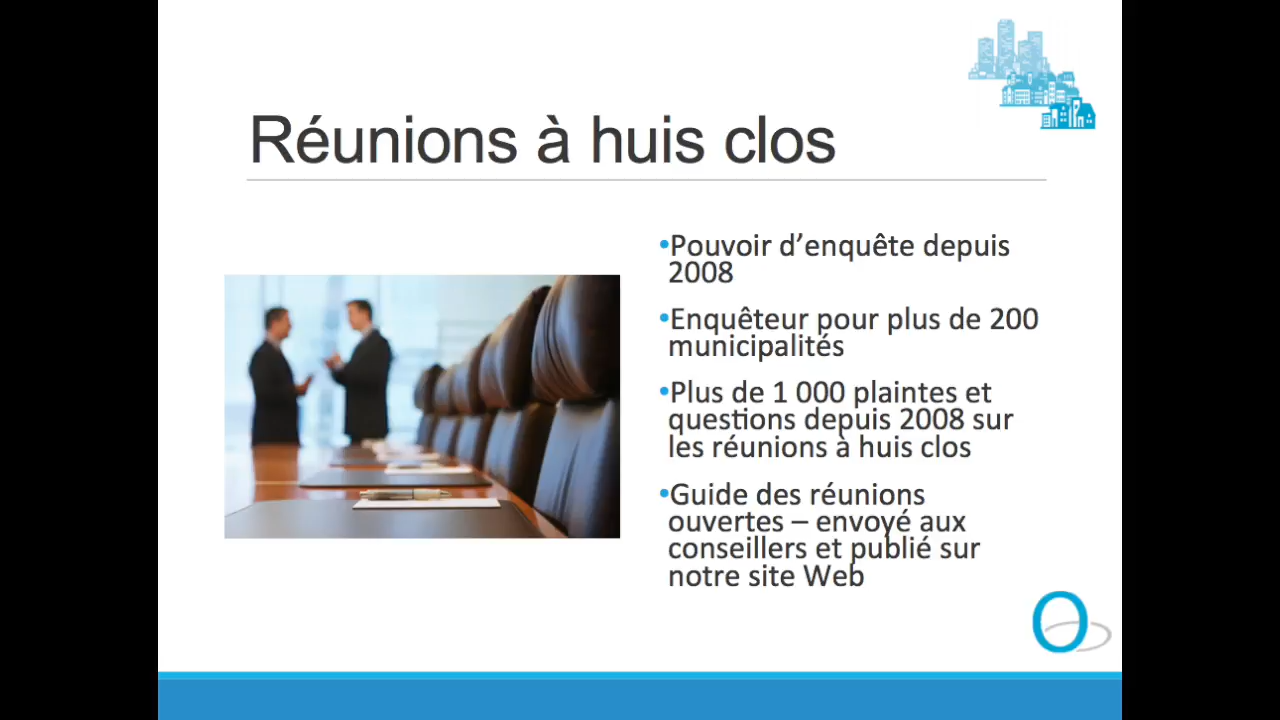 Réunions à huis clos
•Pouvoir d’enquête depuis
2008
•Enquêteur pour plus de 200
municipalités
•Plus de 1 000 plaintes et
questions depuis 2008 sur
les réunions à huis clos
•Guide des réunions
ouvertes – envoyé aux
conseillers et publié sur
notre site Web